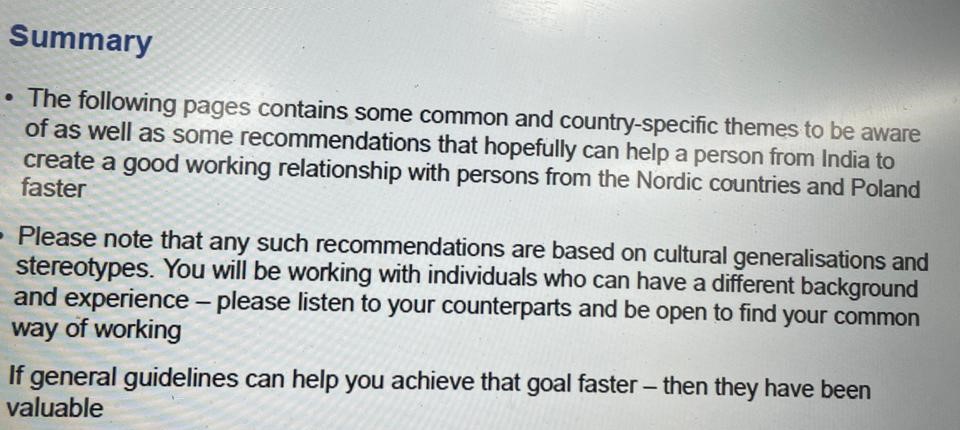 Summary
• The following pages contains some common and country-specific themes to be aware
of as well as some recommendations that hopefully can help a person from India to
create a good working relationship with persons from the Nordic countries and Poland
faster
• Please note that any such recommendations are based on cultural generalisations and
stereotypes. You will be working with individuals who can have a different background
and experience – please listen to your counterparts and be open to find your common
way of working
If general guidelines can help you achieve that goal faster – then they have been
valuable